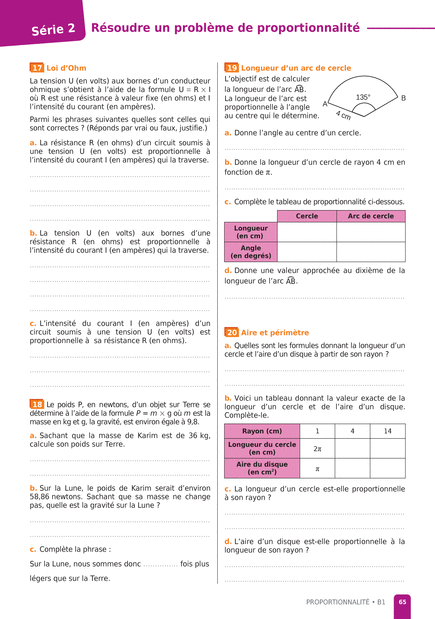 Série 2
Résoudre un problème de proportionnalité
17 Loi d'Ohm
La tension U (en volts) aux bornes d'un conducteur
ohmique s'obtient à l'aide de la formule U = R × I
où R est une résistance à valeur fixe (en ohms) et I
l'intensité du courant (en ampères).
Parmi les phrases suivantes quelles sont celles qui
sont correctes ? (Réponds par vrai ou faux, justifie.)
a. La résistance R (en ohms) d'un circuit soumis à
une tension U (en volts) est proportionnelle à
l'intensité du courant I (en ampères) qui la traverse.
b. La tension U (en volts) aux bornes d'une
résistance R (en ohms) est proportionnelle à
l'intensité du courant I (en ampères) qui la traverse.
c. L'intensité du courant I (en ampères) d'un
circuit soumis à une tension U (en volts) est
proportionnelle à sa résistance R (en ohms).
18 Le poids P, en newtons, d'un objet sur Terre se
détermine à l'aide de la formule P = m × g où m est la
masse en kg et g, la gravité, est environ égale à 9,8.
a. Sachant que la masse de Karim est de 36 kg,
calcule son poids sur Terre.
b. Sur la Lune, le poids de Karim serait d'environ
58,86 newtons. Sachant que sa masse ne change
pas, quelle est la gravité sur la Lune ?
c. Complète la phrase :
Sur la Lune, nous sommes donc ............... fois plus
légers que sur la Terre.
19 Longueur d'un arc de cercle
L'objectif est de calculer
la longueur de l'arc AB.
La longueur de l'arc est
proportionnelle à l'angle
au centre qui le détermine.
135°
A
B
4 cm
a. Donne l'angle au centre d'un cercle.
b. Donne la longueur d'un cercle de rayon 4 cm en
fonction de π.
c. Complète le tableau de proportionnalité ci-dessous.
Cercle Arc de cercle
Longueur
(en cm)
Angle
(en degrés)
d. Donne une valeur approchée au dixième de la
longueur de l'arc AB.
20 Aire et périmètre
a. Quelles sont les formules donnant la longueur d'un
cercle et l'aire d'un disque à partir de son rayon ?
b. Voici un tableau donnant la valeur exacte de la
longueur d'un cercle et de l'aire d'un disque.
Complète-le.
Rayon (cm) 1 4 14
Longueur du cercle
(en cm) 2π
Aire du disque
(en cm²) π
c. La longueur d'un cercle est-elle proportionnelle
à son rayon ?
d. L'aire d'un disque est-elle proportionnelle à la
longueur de son rayon ?
PROPORTIONNALITÉ • B1 65